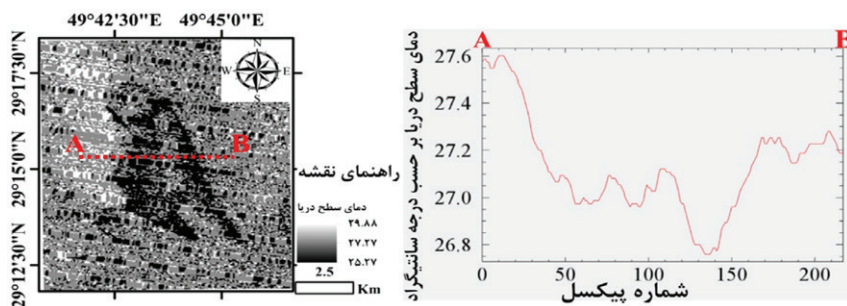 49°42'30"E 49°45'0"E
29°17'30"N
29°15'0"N
29°12'30"N
N
W E
S
A B
راهنمای نقشه
دمای سطح دریا
۲۹.۸۸
۲۷.۲۷
۲۵.۲۷
2.5
Km
A B
دمای سطح دریا بر حسب درجه سانتیگراد
27.6
27.4
27.2
27.0
26.8
0 50 100 150 200
شماره پیکسل